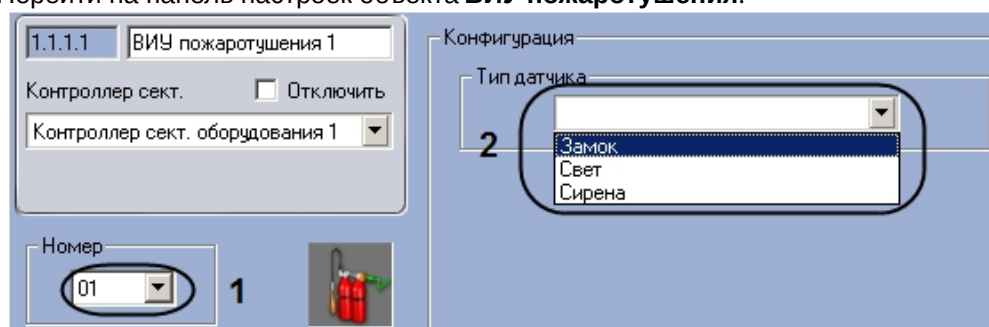 Перейти на панель настроек объекта ВИУ пожаротушения.
1.1.1.1 ВИУ пожаротушения 1
Контроллер сект. Отключить
Контроллер сект. оборудования 1
Номер
01
1
Конфигурация
Тип датчика
2
Замок
Свет
Сирена